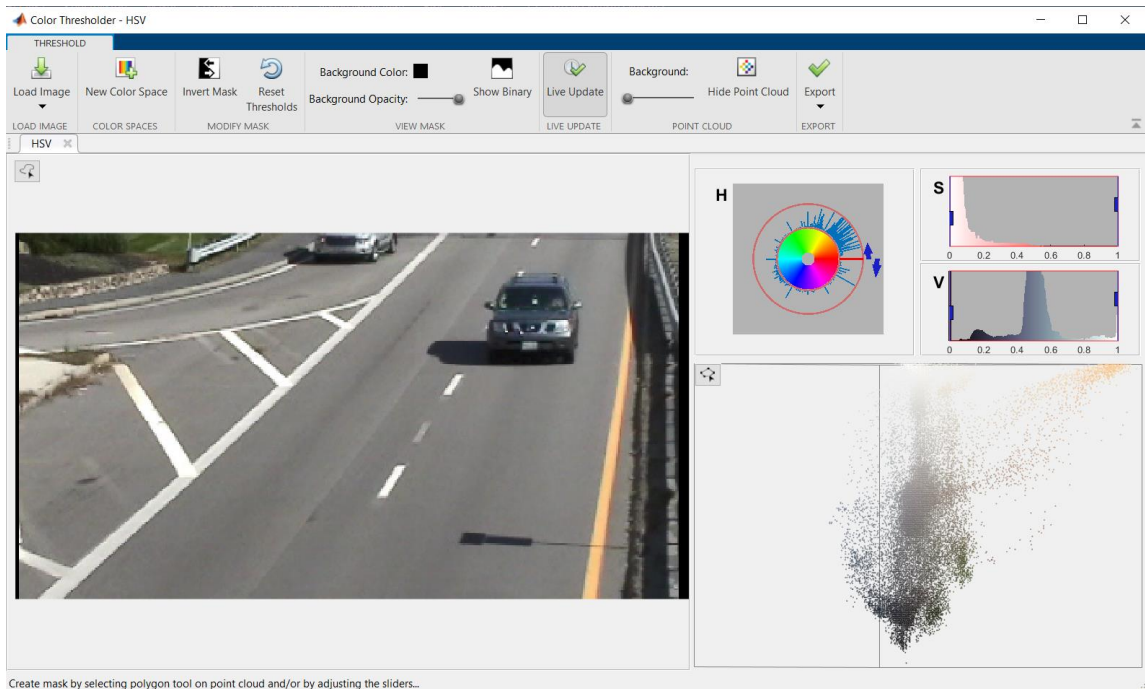 Color Thresholder - HSV
THRESHOLD
Load Image
New Color Space
Invert Mask
Reset
Thresholds
Background Color:
Background Opacity:
Show Binary
Live Update
Background:
Hide Point Cloud
Export
LOAD IMAGE
COLOR SPACES
MODIFY MASK
VIEW MASK
LIVE UPDATE
POINT CLOUD
EXPORT
HSV
H
S
0 0.2 0.4 0.6 0.8 1
V
0 0.2 0.4 0.6 0.8 1
Create mask by selecting polygon tool on point cloud and/or by adjusting the sliders...